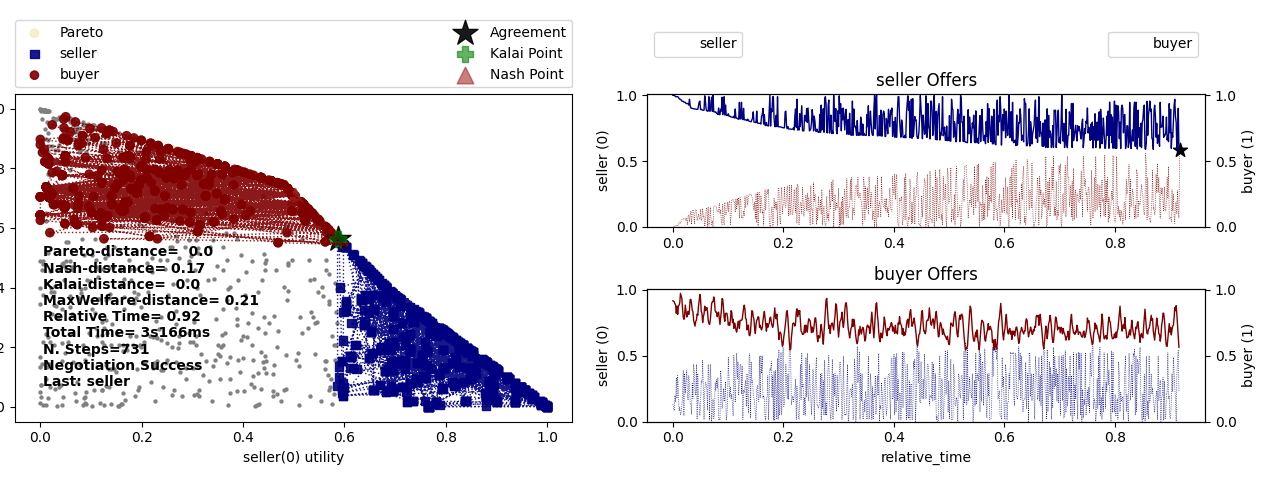 Pareto
seller
buyer
Agreement
Kalai Point
Nash Point
Pareto-distance=  0.0
Nash-distance= 0.17
Kalai-distance=  0.0
MaxWelfare-distance= 0.21
Relative Time= 0.92
Total Time= 3s166ms
N. Steps=731
Negotiation Success
Last: seller
0.0 0.2 0.4 0.6 0.8 1.0
seller(0) utility
seller
buyer
seller Offers
1.0
0.5
0.0
seller (0)
1.0
0.5
0.0
buyer (1)
0.0 0.2 0.4 0.6 0.8
buyer Offers
1.0
0.5
0.0
seller (0)
1.0
0.5
0.0
buyer (1)
0.0 0.2 0.4 0.6 0.8
relative_time